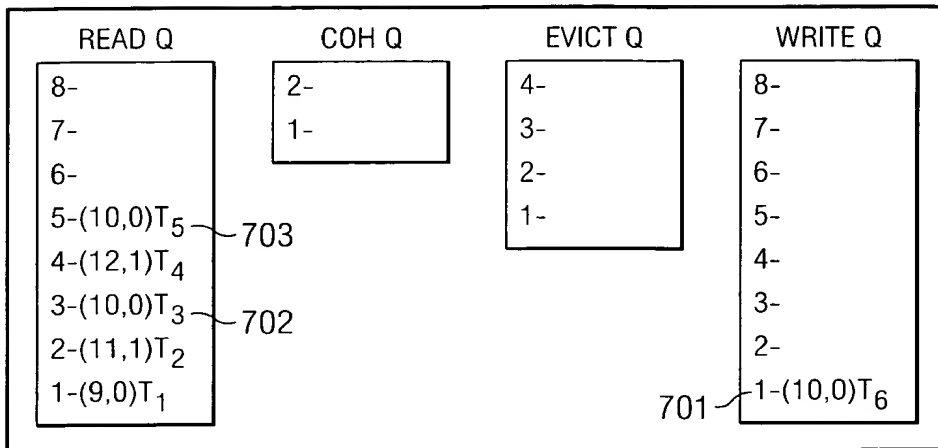 READ Q
8-
7-
6-
5-(10,0)T5
703
4-(12,1)T4
3-(10,0)T3
702
2-(11,1)T2
1-(9,0)T1
COH Q
2-
1-
EVICT Q
4-
3-
2-
1-
WRITE Q
8-
7-
6-
5-
4-
3-
2-
701
1-(10,0)T6